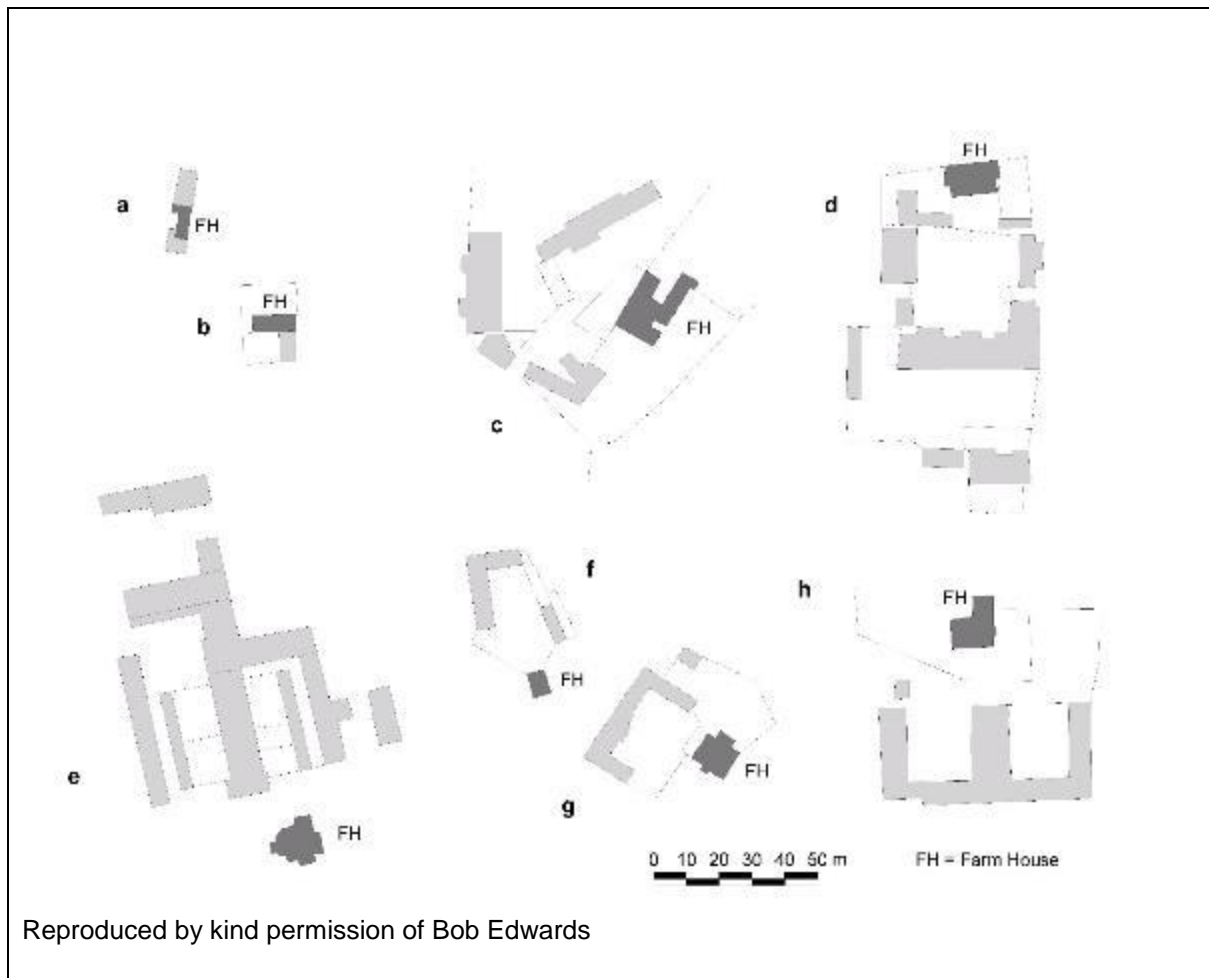 a
FH
b
FH
c
FH
d
FH
e
FH
f
FH
g
FH
h
FH
0 10 20 30 40 50 m
FH = Farm House
Reproduced by kind permission of Bob Edwards